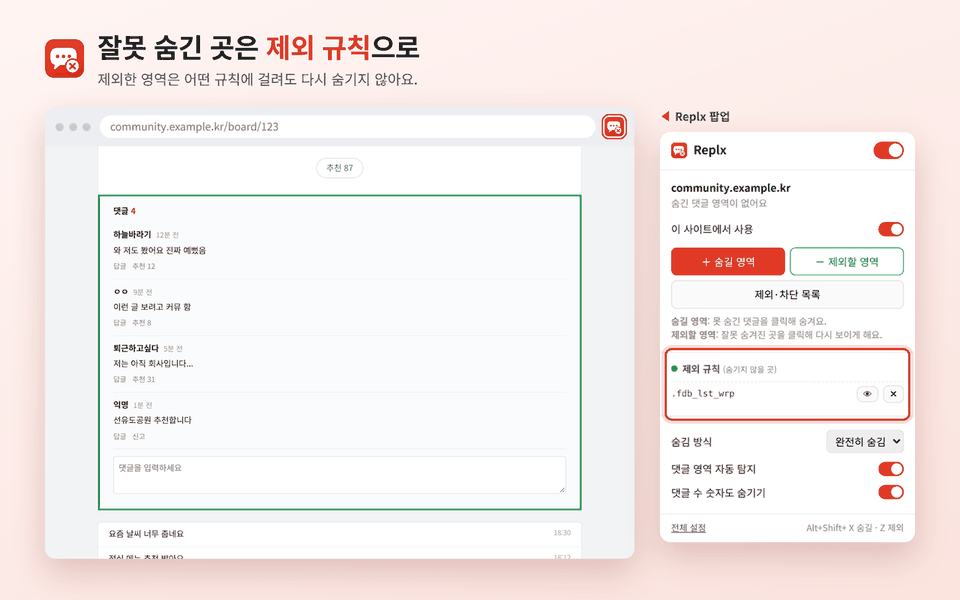 잘못 숨긴 곳은 제외 규칙으로
제외한 영역은 어떤 규칙에 걸려도 다시 숨기지 않아요.
community.example.kr/board/123
추천 87
댓글 4
하늘바라기 12분 전
와 저도 봤어요 진짜 예뻤음
답글 추천 12
ㅇㅇ 9분 전
이런 글 보려고 커뮤 함
답글 추천 8
퇴근하고싶다 5분 전
저는 아직 회사입니다...
답글 추천 31
익명 1분 전
선유도공원 추천합니다
답글 신고
댓글을 입력하세요
요즘 날씨 너무 좁네요
18:30
18:12
Replx 팝업
Replx
community.example.kr
숨긴 댓글 영역이 없어요
이 사이트에서 사용
+ 숨길 영역
− 제외할 영역
제외·차단 목록
숨길 영역: 못 숨긴 댓글을 클릭해 숨겨요.
제외할 영역: 잘못 숨겨진 곳을 클릭해 다시 보이게 해요.
제외 규칙 (숨기지 않을 곳)
.fdb_lst_wrp
숨김 방식
완전히 숨김
댓글 영역 자동 탐지
댓글 수 숫자도 숨기기
전체 설정
Alt+Shift+ X 숨길 · Z 제외